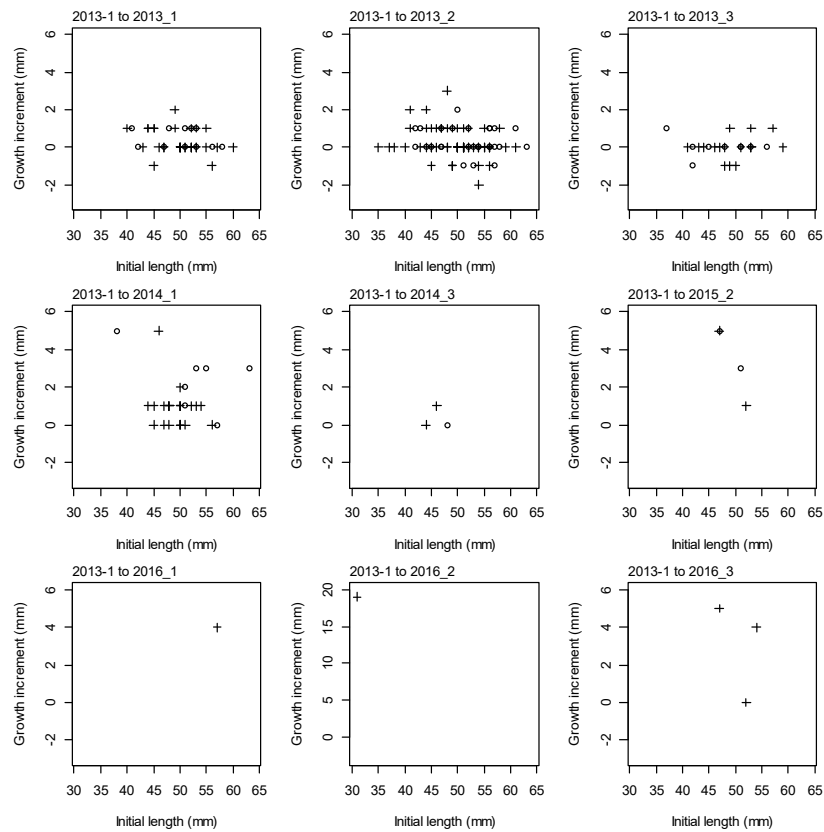 2013-1 to 2013_1
2013-1 to 2013_2
2013-1 to 2013_3
Growth increment (mm)
6
4
2
0
-2
30 35 40 45 50 55 60 65
Initial length (mm)
Growth increment (mm)
6
4
2
0
-2
30 35 40 45 50 55 60 65
Initial length (mm)
Growth increment (mm)
6
4
2
0
-2
30 35 40 45 50 55 60 65
Initial length (mm)
2013-1 to 2014_1
2013-1 to 2014_3
2013-1 to 2015_2
Growth increment (mm)
6
4
2
0
-2
30 35 40 45 50 55 60 65
Initial length (mm)
Growth increment (mm)
6
4
2
0
-2
30 35 40 45 50 55 60 65
Initial length (mm)
Growth increment (mm)
6
4
2
0
-2
30 35 40 45 50 55 60 65
Initial length (mm)
2013-1 to 2016_1
2013-1 to 2016_2
2013-1 to 2016_3
Growth increment (mm)
6
4
2
0
-2
30 35 40 45 50 55 60 65
Initial length (mm)
Growth increment (mm)
20
15
10
5
0
30 35 40 45 50 55 60 65
Initial length (mm)
Growth increment (mm)
6
4
2
0
-2
30 35 40 45 50 55 60 65
Initial length (mm)